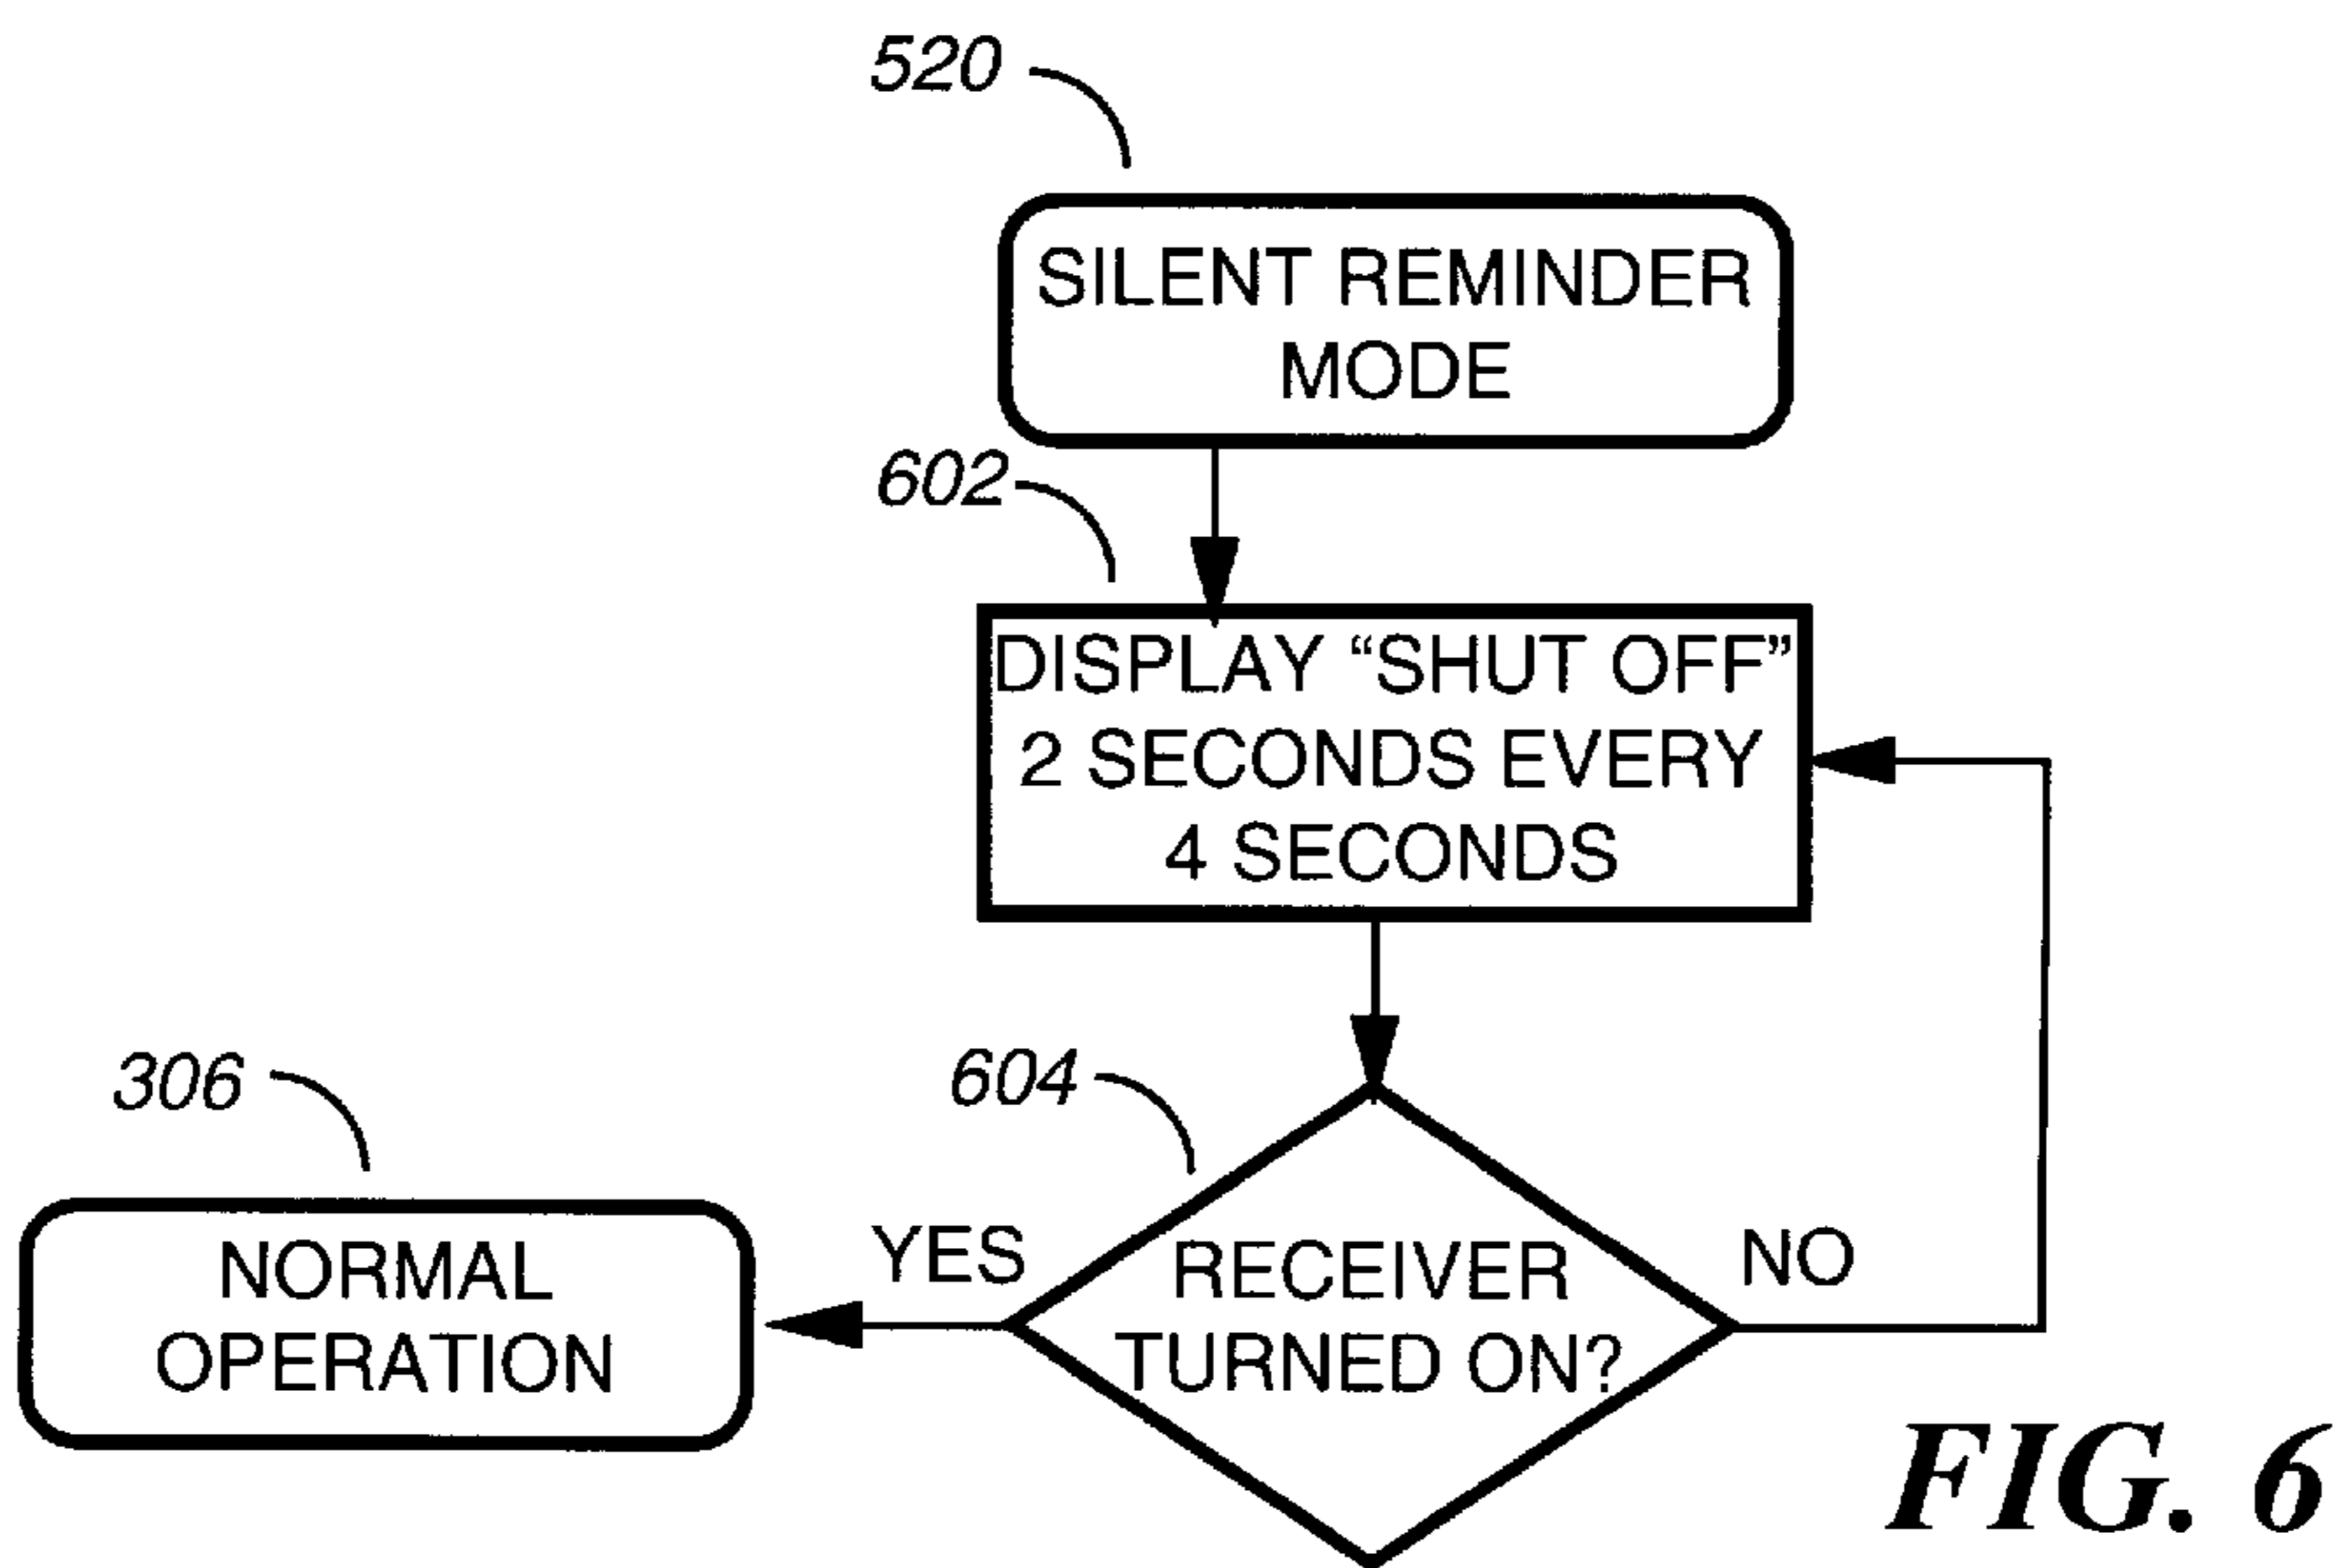 520
SILENT REMINDER
MODE
602
DISPLAY “SHUT OFF”
2 SECONDS EVERY
4 SECONDS
306
604
NORMAL
OPERATION
YES
RECEIVER
TURNED ON?
NO
FIG. 6